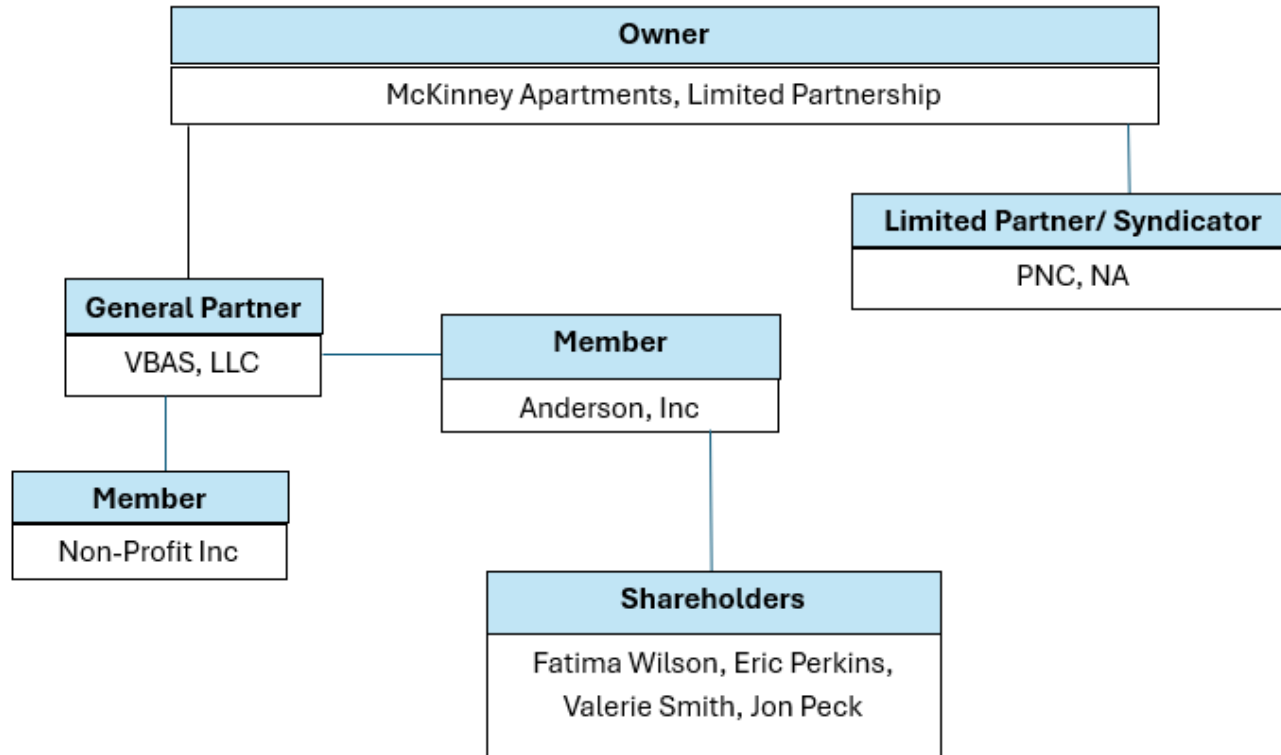 Owner
McKinney Apartments, Limited Partnership
Limited Partner/ Syndicator
PNC, NA
General Partner
VBAS, LLC
Member
Anderson, Inc
Member
Non-Profit Inc
Shareholders
Fatima Wilson, Eric Perkins,
Valerie Smith, Jon Peck